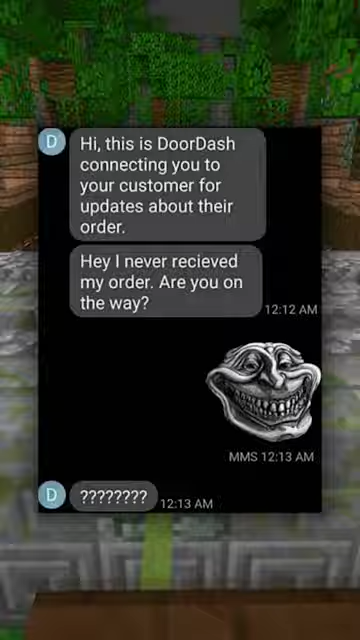 D
Hi, this is DoorDash
connecting you to
your customer for
updates about their
order.
Hey I never recieved
my order. Are you on
the way?
12:12 AM
MMS 12:13 AM
D
????????
12:13 AM